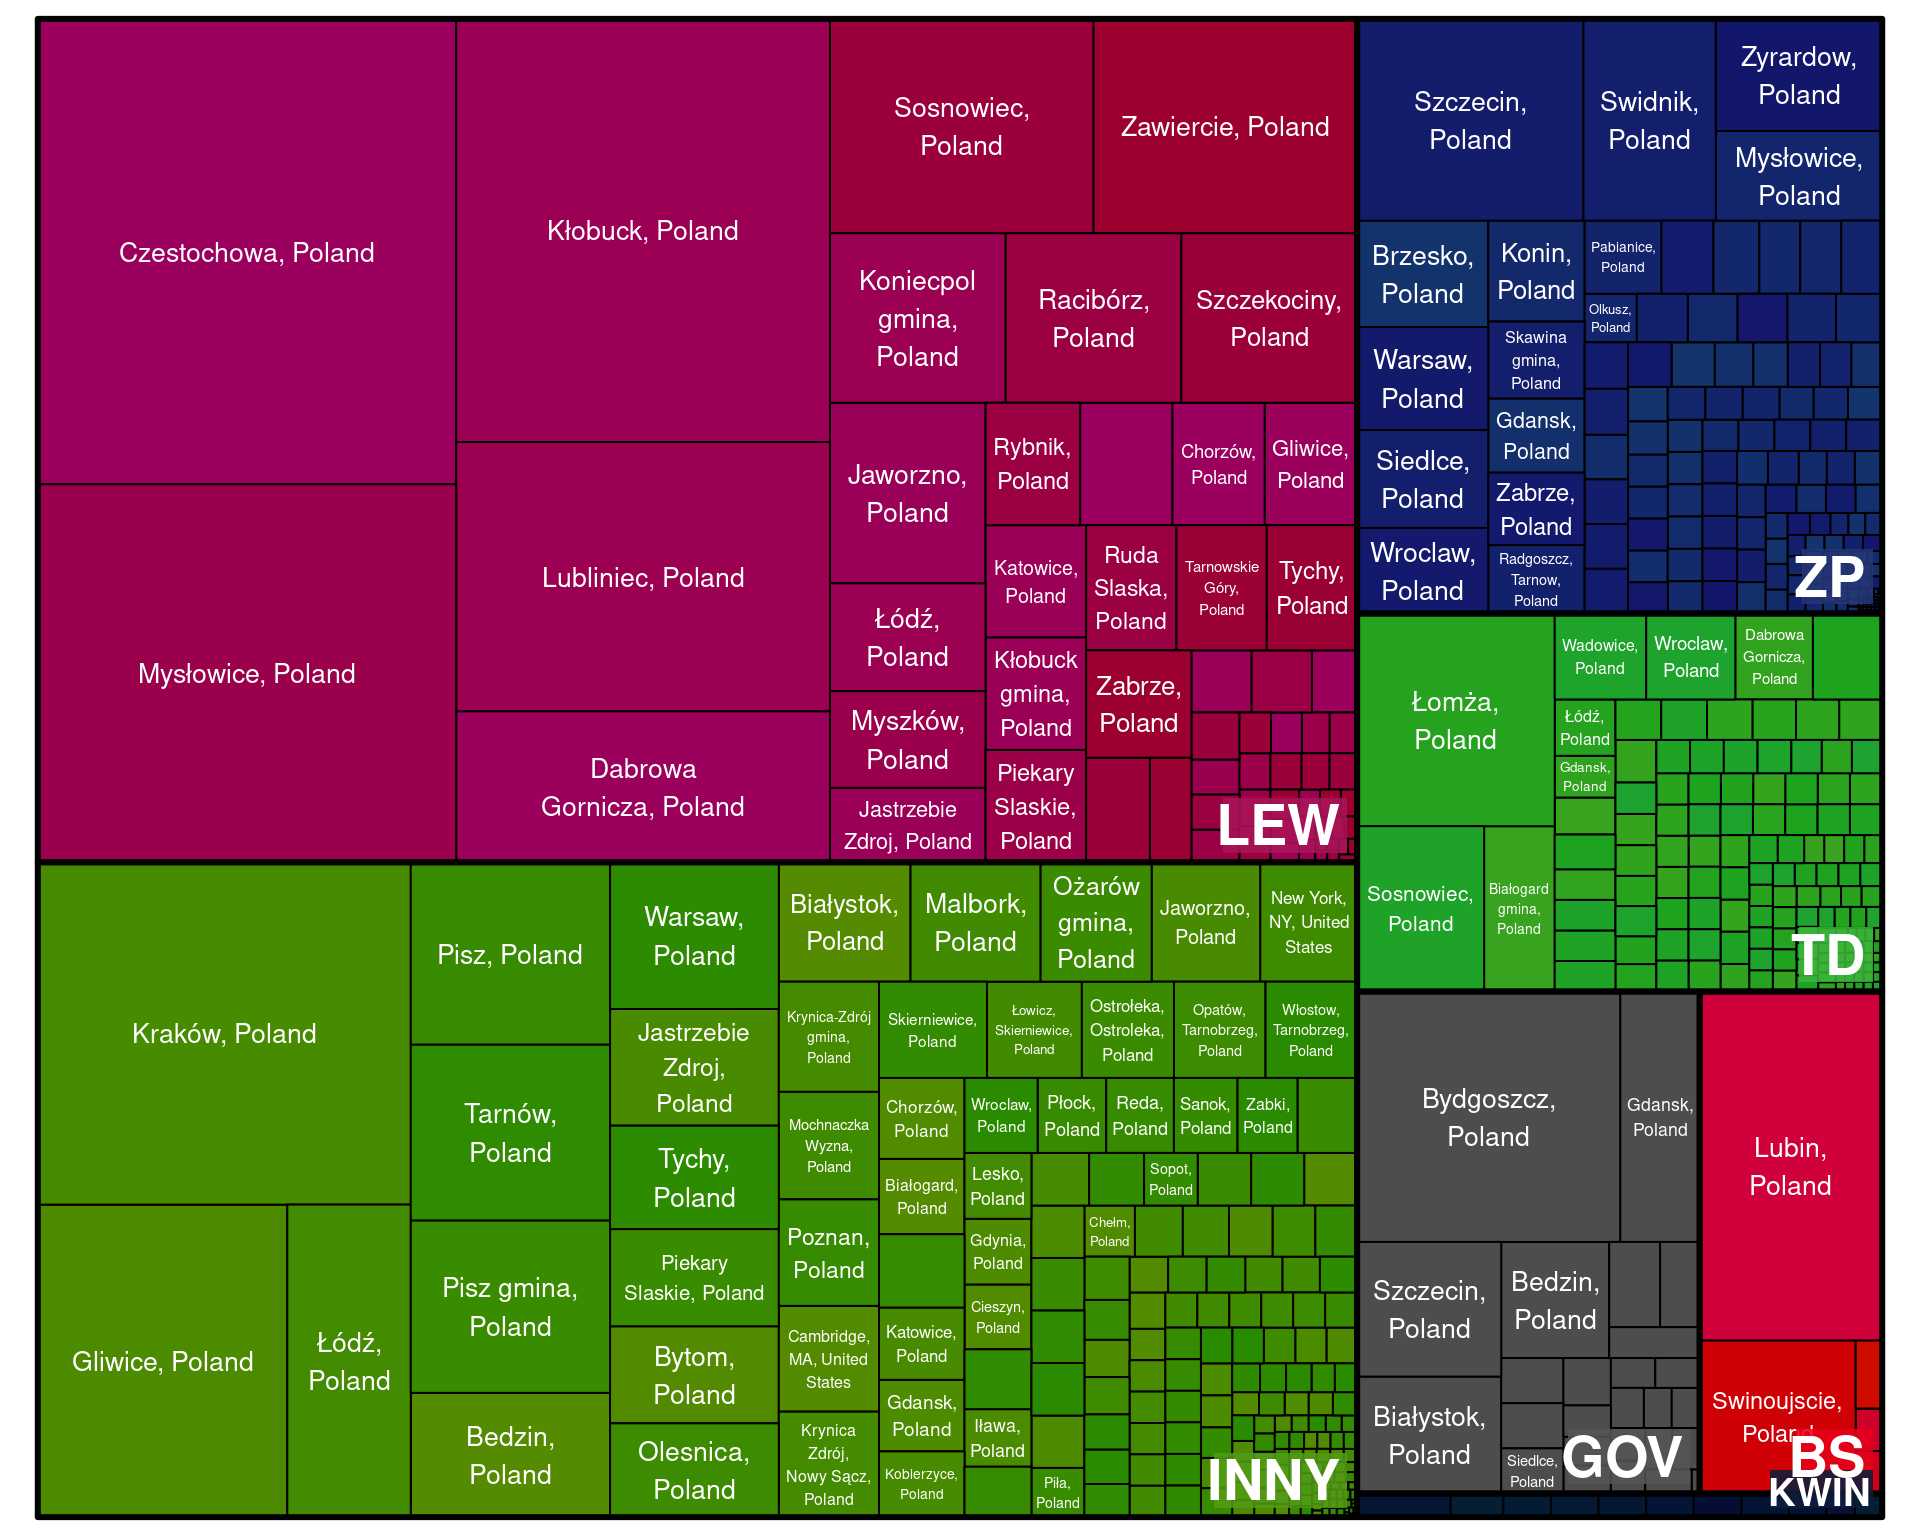 Czestochowa, Poland
Mysłowice, Poland
Kłobuck, Poland
Lubliniec, Poland
Dabrowa
Gornicza, Poland
Sosnowiec,
Poland
Zawiercie, Poland
Koniecpol
gmina,
Poland
Racibórz,
Poland
Szczekociny,
Poland
Jaworzno,
Poland
Łódź,
Poland
Myszków,
Poland
Jastrzebie
Zdroj, Poland
Rybnik,
Poland
Chorzów,
Poland
Gliwice,
Poland
Katowice,
Poland
Kłobuck
gmina,
Poland
Piekary
Slaskie,
Poland
Ruda
Slaska,
Poland
Tarnowskie
Góry,
Poland
Tychy,
Poland
Zabrze,
Poland
LEW
Szczecin,
Poland
Swidnik,
Poland
Zyrardow,
Poland
Mysłowice,
Poland
Brzesko,
Poland
Warsaw,
Poland
Siedlce,
Poland
Wroclaw,
Poland
Konin,
Poland
Skawina
gmina,
Poland
Gdansk,
Poland
Zabrze,
Poland
Radgoszcz,
Tarnow,
Poland
Pabianice,
Poland
Olkusz,
Poland
ZP
Łomża,
Poland
Sosnowiec,
Poland
Białogard
gmina,
Poland
Wadowice,
Poland
Wroclaw,
Poland
Dabrowa
Gornicza,
Poland
Łódź,
Poland
Gdansk,
Poland
TD
Kraków, Poland
Gliwice, Poland
Łódź,
Poland
Pisz, Poland
Tarnów,
Poland
Pisz gmina,
Poland
Bedzin,
Poland
Warsaw,
Poland
Jastrzebie
Zdroj,
Poland
Tychy,
Poland
Piekary
Slaskie, Poland
Bytom,
Poland
Olesnica,
Poland
Białystok,
Poland
Malbork,
Poland
Ożarów
gmina,
Poland
Jaworzno,
Poland
New York,
NY, United
States
Krynica-Zdrój
gmina,
Poland
Mochnaczka
Wyzna,
Poland
Poznan,
Poland
Cambridge,
MA, United
States
Krynica
Zdrój,
Nowy Sącz,
Poland
Skierniewice,
Poland
Łowicz,
Skierniewice,
Poland
Ostrołeka,
Ostroleka,
Poland
Opatów,
Tarnobrzeg,
Poland
Włostow,
Tarnobrzeg,
Poland
Chorzów,
Poland
Białogard,
Poland
Katowice,
Poland
Gdansk,
Poland
Kobierzyce,
Poland
Wroclaw,
Poland
Płock,
Poland
Reda,
Poland
Sanok,
Poland
Zabki,
Poland
Lesko,
Poland
Gdynia,
Poland
Cieszyn,
Poland
Iława,
Poland
Sopot,
Poland
Chełm,
Poland
Piła,
Poland
INNY
Bydgoszcz,
Poland
Gdansk,
Poland
Szczecin,
Poland
Białystok,
Poland
Bedzin,
Poland
Siedlce,
Poland
GOV
Lubin,
Poland
Swinoujscie,
Poland
BS
KWIN